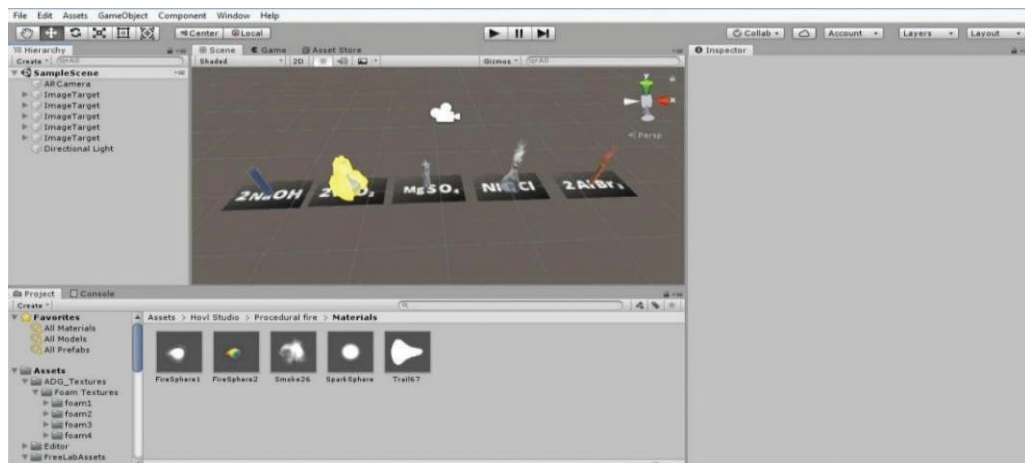 File Edit Assets GameObject Component Window Help
Center Local Collab Account Layers Layout
Hierarchy
Create All
SampleScene
ARCamera
ImageTarget
ImageTarget
ImageTarget
ImageTarget
ImageTarget
Directional Light
Scene Game Asset Store
Shaded 2D Gizmos All
y
x
Persp
2NaOH
MgSO₄
2AlBr₃
Inspector
Project Console
Create
Favorites
All Materials
All Models
All Prefabs
Assets
ADG_Textures
Foam Textures
foam1
foam2
foam3
foam4
Editor
FreeLabAssets
Assets > Hovl Studio > Procedural fire > Materials
FireSphere1 FireSphere2 Smoke26 SparkSphere Trail67